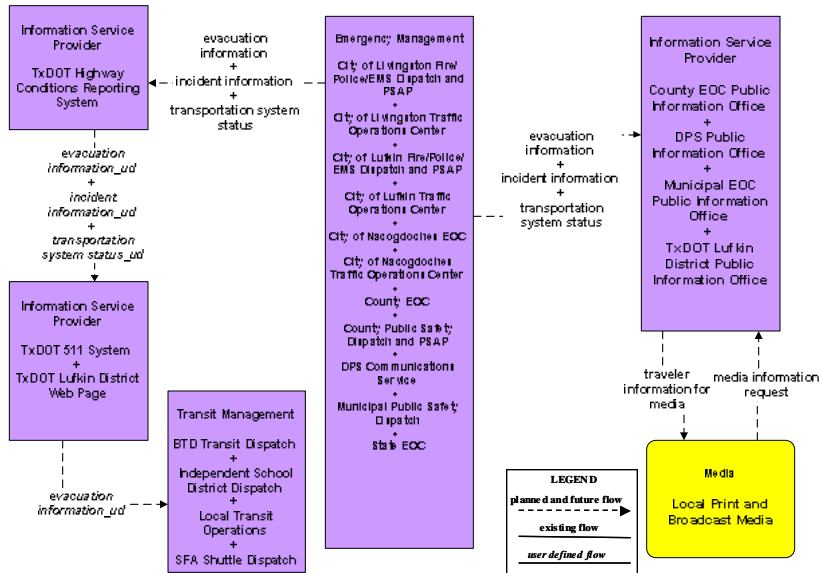 Information Service
Provider
TxDOT Highway
Conditions Reporting
System
evacuation
information
+
incident information
+
transportation system
status
evacuation
information_ud
+
incident
information_ud
+
transportation
system status_ud
Information Service
Provider
TxDOT 511 System
+
TxDOT Lufkin District
Web Page
evacuation
information_ud
Transit Management
BTD Transit Dispatch
+
Independent School
District Dispatch
+
Local Transit
Operations
+
SFA Shuttle Dispatch
Emergency Management
City of Livingston Fire/
Police/EMS Dispatch and
PSAP
+
City of Livingston Traffic
Operations Center
+
City of Lufkin Fire/Police/
EMS Dispatch and PSAP
+
City of Lufkin Traffic
Operations Center
+
City of Nacogdoches EOC
+
City of Nacogdoches
Traffic Operations Center
+
County EOC
+
County Public Safety
Dispatch and PSAP
+
DPS Communications
Service
+
Municipal Public Safety
Dispatch
+
State EOC
evacuation
information
+
incident information
+
transportation system
status
Information Service
Provider
County EOC Public
Information Office
+
DPS Public
Information Office
+
Municipal EOC
Public Information
Office
+
TxDOT Lufkin
District Public
Information Office
traveler
information for
media
media information
request
Media
Local Print and
Broadcast Media
LEGEND
planned and future flow
existing flow
user defined flow